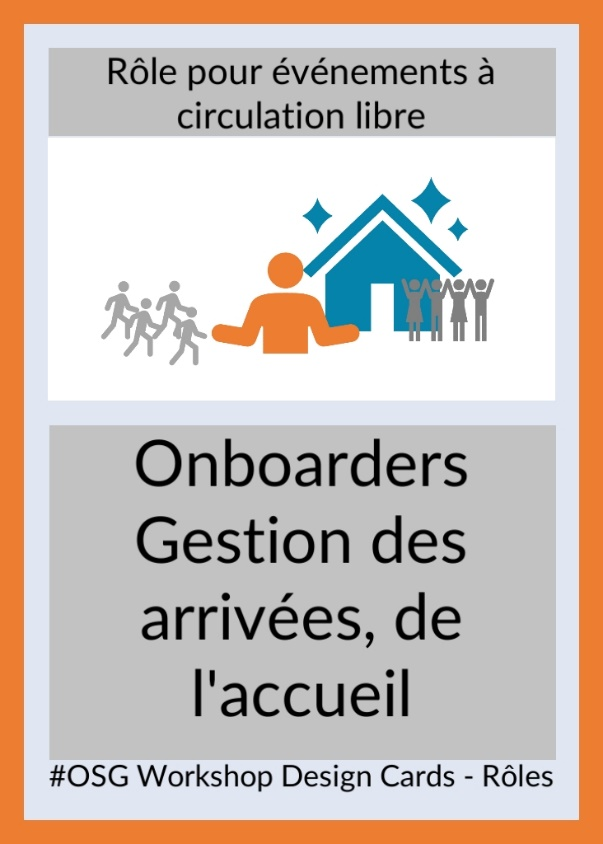 Rôle pour événements à
circulation libre
Onboarders
Gestion des
arrivées, de
l'accueil
#OSG Workshop Design Cards - Rôles